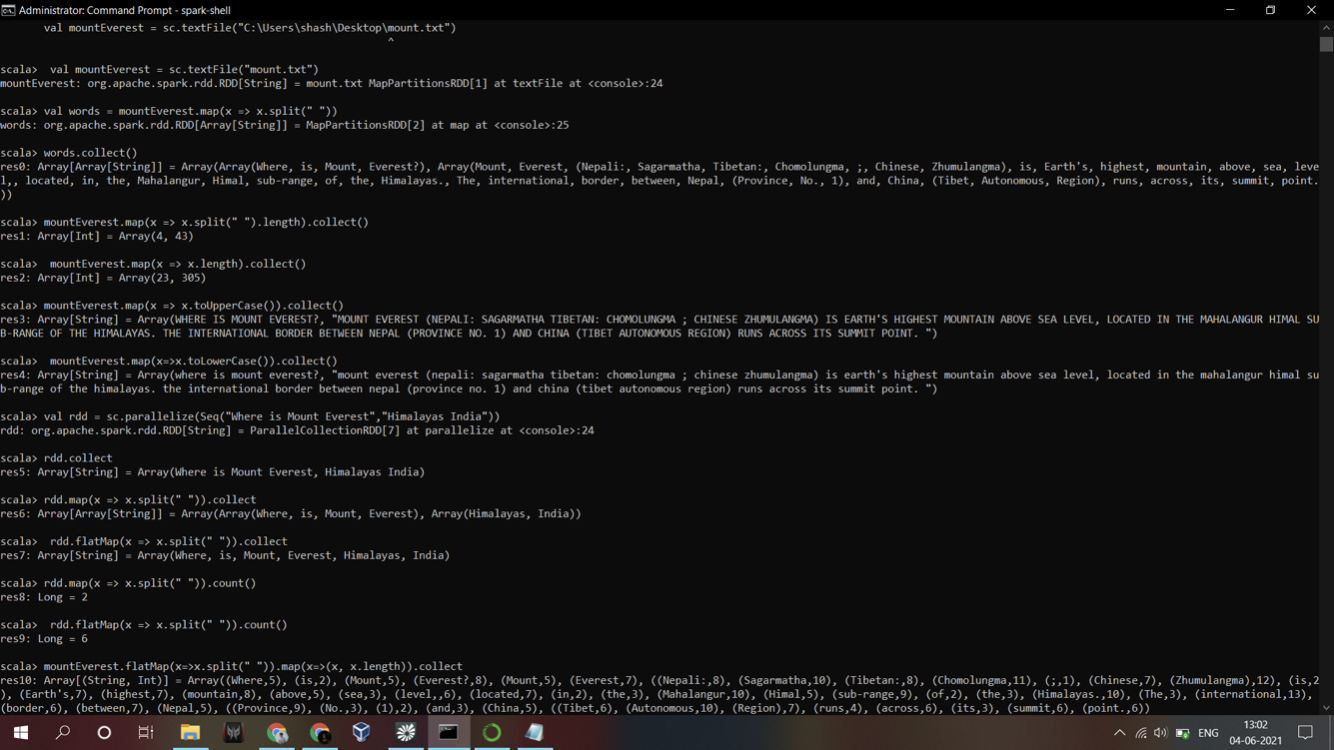 Administrator: Command Prompt - spark-shell
val mountEverest = sc.textFile("C:\Users\shash\Desktop\mount.txt")
^
scala>  val mountEverest = sc.textFile("mount.txt")
mountEverest: org.apache.spark.rdd.RDD[String] = mount.txt MapPartitionsRDD[1] at textFile at <console>:24
scala> val words = mountEverest.map(x => x.split(" "))
words: org.apache.spark.rdd.RDD[Array[String]] = MapPartitionsRDD[2] at map at <console>:25
scala> words.collect()
res0: Array[Array[String]] = Array(Array(Where, is, Mount, Everest?), Array(Mount, Everest, (Nepali:, Sagarmatha, Tibetan:, Chomolungma, ;, Chinese, Zhumulangma), is, Earth's, highest, mountain, above, sea, leve
l,, located, in, the, Mahalangur, Himal, sub-range, of, the, Himalayas., The, international, border, between, Nepal, (Province, No., 1), and, China, (Tibet, Autonomous, Region), runs, across, its, summit, point.
))
scala> mountEverest.map(x => x.split(" ").length).collect()
res1: Array[Int] = Array(4, 43)
scala>  mountEverest.map(x => x.length).collect()
res2: Array[Int] = Array(23, 305)
scala> mountEverest.map(x => x.toUpperCase()).collect()
res3: Array[String] = Array(WHERE IS MOUNT EVEREST?, "MOUNT EVEREST (NEPALI: SAGARMATHA TIBETAN: CHOMOLUNGMA ; CHINESE ZHUMULANGMA) IS EARTH'S HIGHEST MOUNTAIN ABOVE SEA LEVEL, LOCATED IN THE MAHALANGUR HIMAL SU
B-RANGE OF THE HIMALAYAS. THE INTERNATIONAL BORDER BETWEEN NEPAL (PROVINCE NO. 1) AND CHINA (TIBET AUTONOMOUS REGION) RUNS ACROSS ITS SUMMIT POINT. ")
scala>  mountEverest.map(x=>x.toLowerCase()).collect()
res4: Array[String] = Array(where is mount everest?, "mount everest (nepali: sagarmatha tibetan: chomolungma ; chinese zhumulangma) is earth's highest mountain above sea level, located in the mahalangur himal su
b-range of the himalayas. the international border between nepal (province no. 1) and china (tibet autonomous region) runs across its summit point. ")
scala> val rdd = sc.parallelize(Seq("Where is Mount Everest","Himalayas India"))
rdd: org.apache.spark.rdd.RDD[String] = ParallelCollectionRDD[7] at parallelize at <console>:24
scala> rdd.collect
res5: Array[String] = Array(Where is Mount Everest, Himalayas India)
scala> rdd.map(x => x.split(" ")).collect
res6: Array[Array[String]] = Array(Array(Where, is, Mount, Everest), Array(Himalayas, India))
scala>  rdd.flatMap(x => x.split(" ")).collect
res7: Array[String] = Array(Where, is, Mount, Everest, Himalayas, India)
scala> rdd.map(x => x.split(" ")).count()
res8: Long = 2
scala>  rdd.flatMap(x => x.split(" ")).count()
res9: Long = 6
scala> mountEverest.flatMap(x=>x.split(" ")).map(x=>(x, x.length)).collect
res10: Array[(String, Int)] = Array((Where,5), (is,2), (Mount,5), (Everest?,8), (Mount,5), (Everest,7), ((Nepali:,8), (Sagarmatha,10), (Tibetan:,8), (Chomolungma,11), (;,1), (Chinese,7), (Zhumulangma),12), (is,2
), (Earth's,7), (highest,7), (mountain,8), (above,5), (sea,3), (level,,6), (located,7), (in,2), (the,3), (Mahalangur,10), (Himal,5), (sub-range,9), (of,2), (the,3), (Himalayas.,10), (The,3), (international,13),
(border,6), (between,7), (Nepal,5), ((Province,9), (No.,3), (1),2), (and,3), (China,5), ((Tibet,6), (Autonomous,10), (Region),7), (runs,4), (across,6), (its,3), (summit,6), (point.,6))
ENG
13:02
04-06-2021